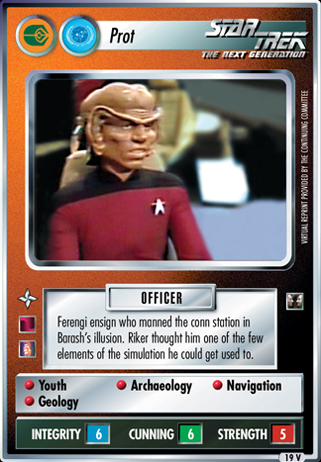 Prot
STAR TREK
THE NEXT GENERATION
VIRTUAL REPRINT PROVIDED BY THE CONTINUING COMMITTEE
OFFICER
Ferengi ensign who manned the conn station in
Barash's illusion. Riker thought him one of the few
elements of the simulation he could get used to.
Youth Archaeology Navigation
Geology
INTEGRITY 6 CUNNING 6 STRENGTH 5
19 V